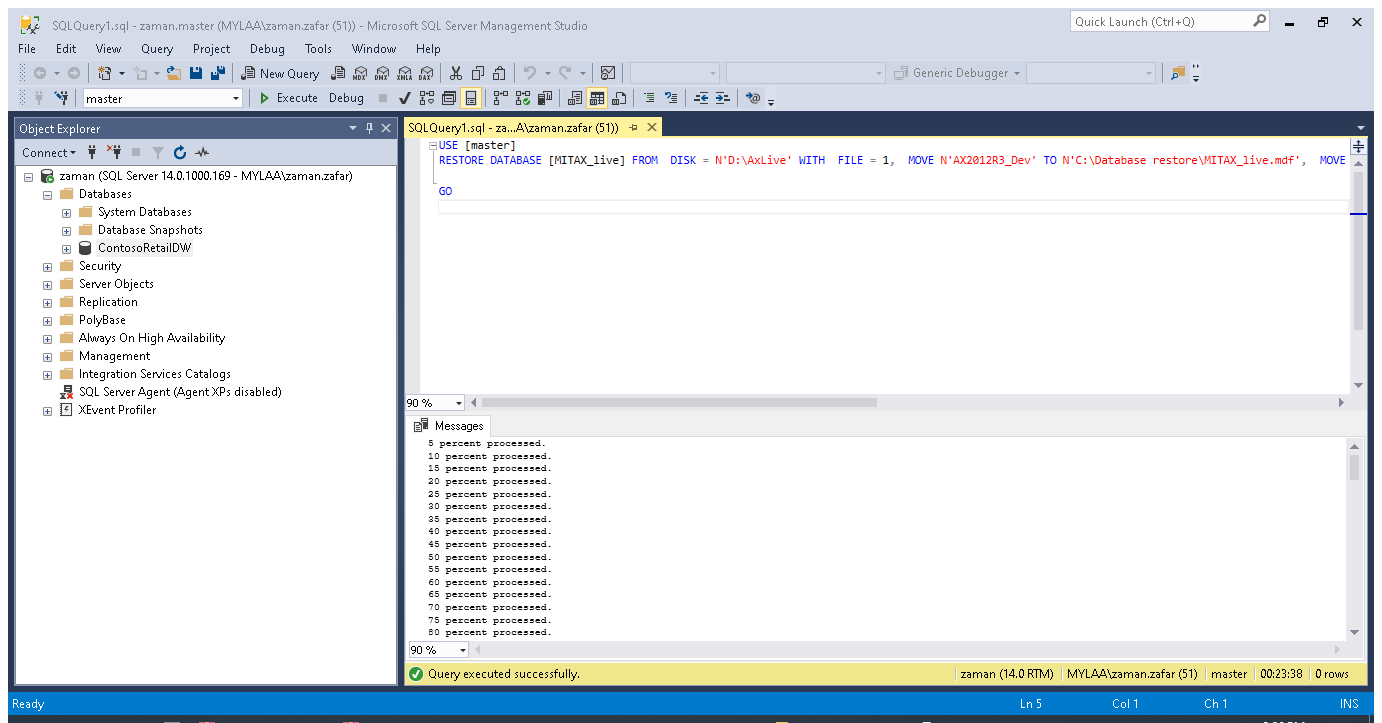 SQLQuery1.sql - zaman.master (MYLAA\zaman.zafar (51)) - Microsoft SQL Server Management Studio
Quick Launch (Ctrl+Q)
File Edit View Query Project Debug Tools Window Help
New Query MDX DMX XMLA DAX Generic Debugger
master Execute Debug
Object Explorer
Connect
zaman (SQL Server 14.0.1000.169 - MYLAA\zaman.zafar)
Databases
System Databases
Database Snapshots
ContosoRetailDW
Security
Server Objects
Replication
PolyBase
Always On High Availability
Management
Integration Services Catalogs
SQL Server Agent (Agent XPs disabled)
XEvent Profiler
SQLQuery1.sql - za...A\zaman.zafar (51))
USE [master]
RESTORE DATABASE [MITAX_live] FROM  DISK = N'D:\AxLive' WITH  FILE = 1,  MOVE N'AX2012R3_Dev' TO N'C:\Database restore\MITAX_live.mdf',  MOVE
GO
90 %
Messages
5 percent processed.
10 percent processed.
15 percent processed.
20 percent processed.
25 percent processed.
30 percent processed.
35 percent processed.
40 percent processed.
45 percent processed.
50 percent processed.
55 percent processed.
60 percent processed.
65 percent processed.
70 percent processed.
75 percent processed.
80 percent processed.
90 %
Query executed successfully. zaman (14.0 RTM) MYLAA\zaman.zafar (51) master 00:23:38 0 rows
Ready Ln 5 Col 1 Ch 1 INS